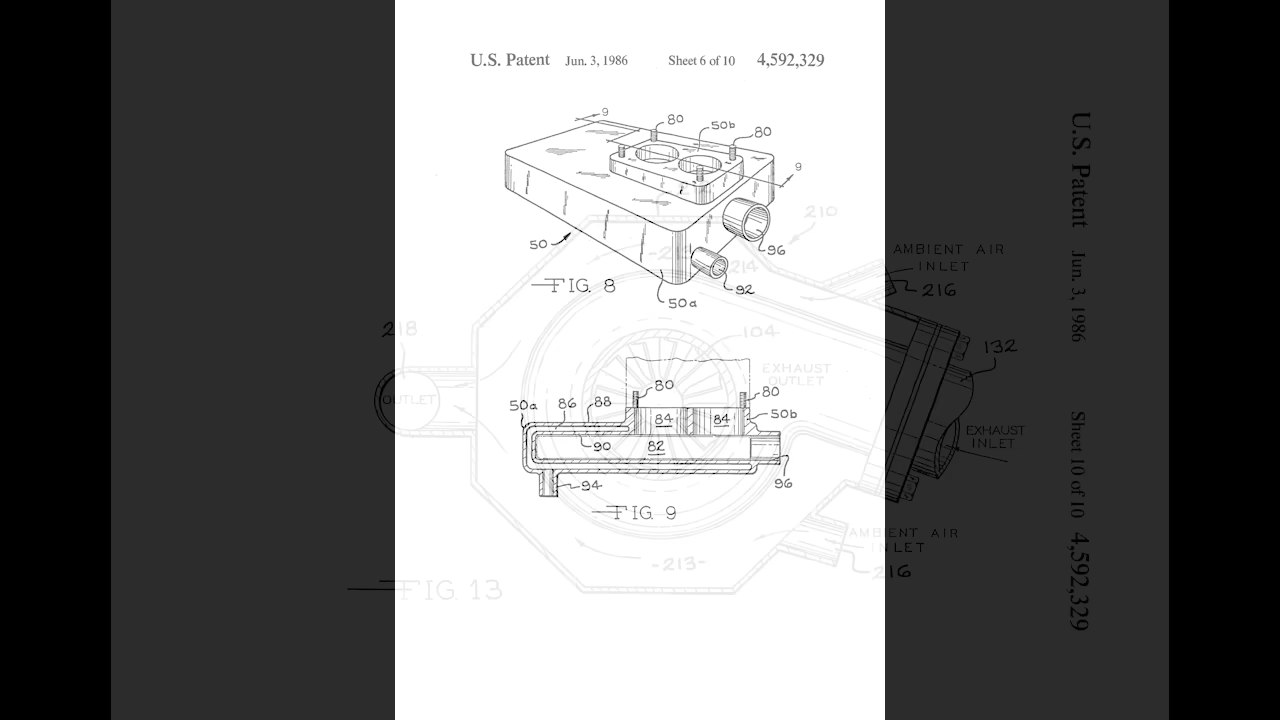 U.S. Patent Jun. 3, 1986 Sheet 6 of 10 4,592,329
9
80
50b
80
9
50
96
92
50a
FIG. 8
210
214
218
OUTLET
104
EXHAUST
OUTLET
80
80
50a
86
88
84
84
50b
90
82
94
96
FIG. 9
-213-
FIG. 13
AMBIENT AIR
INLET
216
132
EXHAUST
INLET
AMBIENT AIR
INLET
216
U.S. Patent Jun. 3, 1986 Sheet 10 of 10 4,592,329